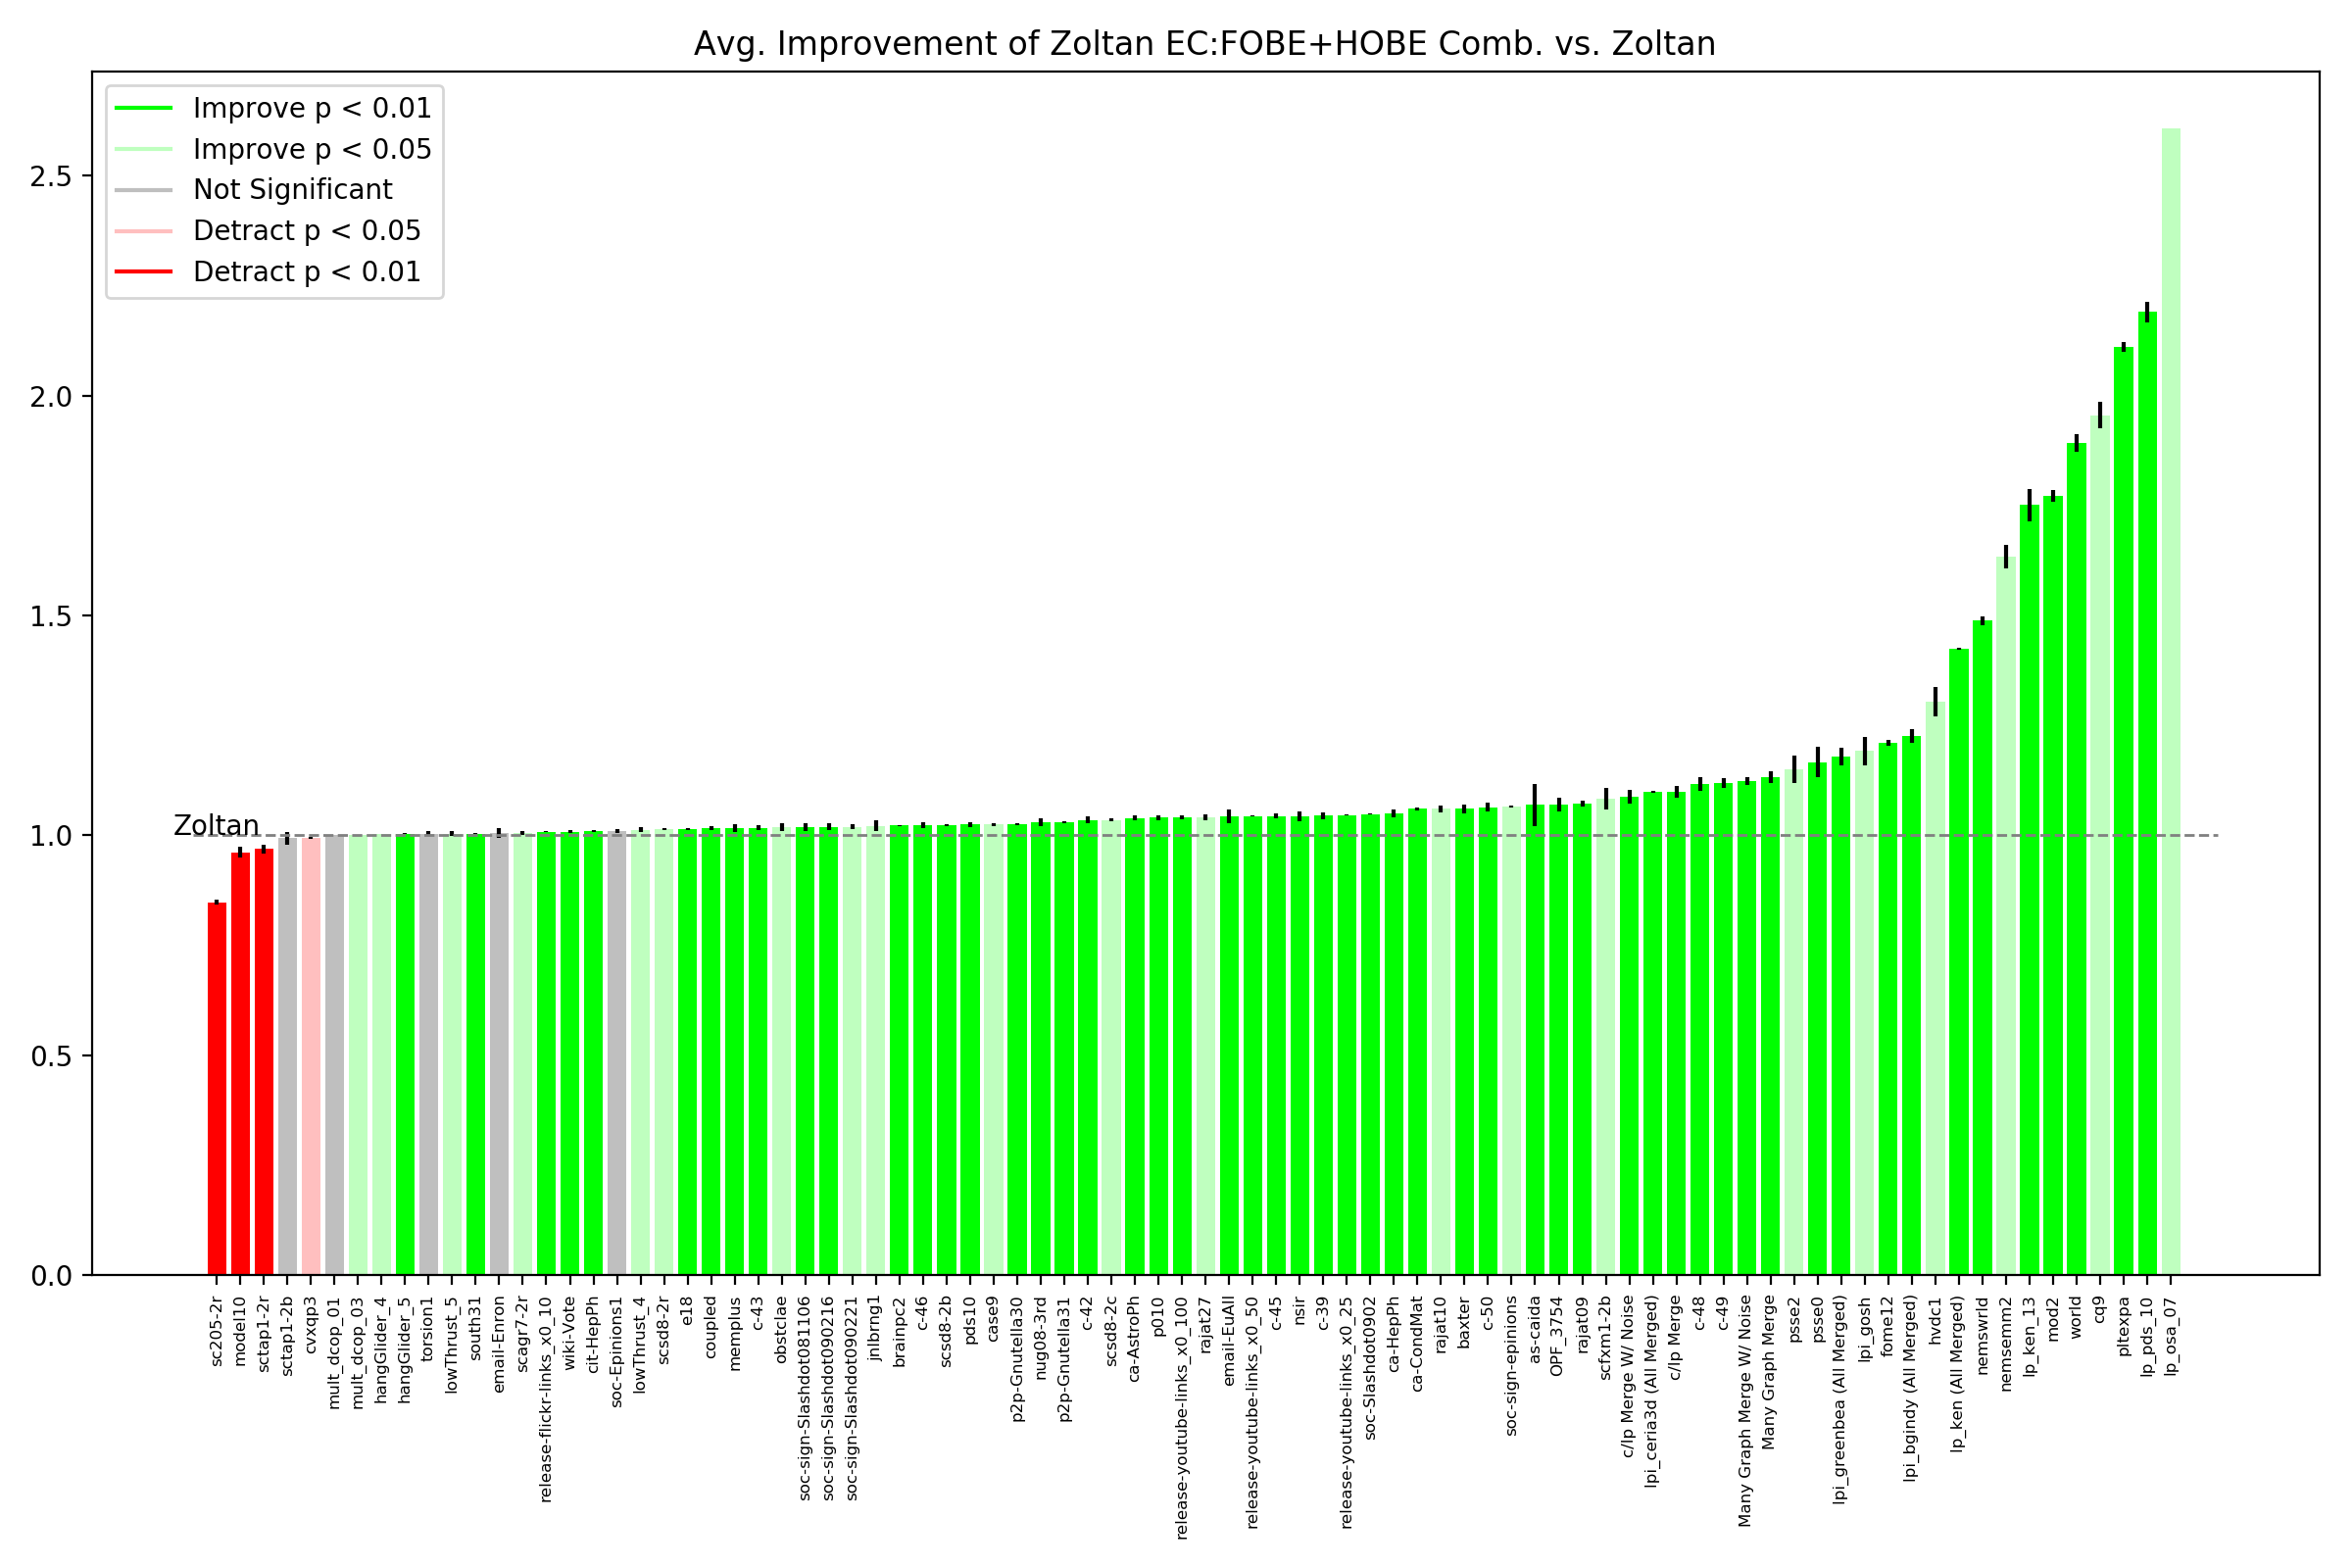 Avg. Improvement of Zoltan EC:FOBE+HOBE Comb. vs. Zoltan
Improve p < 0.01
Improve p < 0.05
Not Significant
Detract p < 0.05
Detract p < 0.01
2.5
2.0
1.5
1.0
0.5
0.0
Zoltan
sc205-2r
model10
sctap1-2r
sctap1-2b
cvxqp3
mult_dcop_01
mult_dcop_03
hangGlider_4
hangGlider_5
torsion1
lowThrust_5
south31
email-Enron
scagr7-2r
release-flickr-links_x0_10
wiki-Vote
cit-HepPh
soc-Epinions1
lowThrust_4
scsd8-2r
e18
coupled
memplus
c-43
obstclae
soc-sign-Slashdot081106
soc-sign-Slashdot090216
soc-sign-Slashdot090221
jnlbrng1
brainpc2
c-46
scsd8-2b
pds10
case9
p2p-Gnutella30
nug08-3rd
p2p-Gnutella31
c-42
scsd8-2c
ca-AstroPh
p010
release-youtube-links_x0_100
rajat27
email-EuAll
release-youtube-links_x0_50
c-45
nsir
c-39
release-youtube-links_x0_25
soc-Slashdot0902
ca-HepPh
ca-CondMat
rajat10
baxter
c-50
soc-sign-epinions
as-caida
OPF_3754
rajat09
scfxm1-2b
c/lp Merge W/ Noise
lpi_ceria3d (All Merged)
c/lp Merge
c-48
c-49
Many Graph Merge W/ Noise
Many Graph Merge
psse2
psse0
lpi_greenbea (All Merged)
lpi_gosh
fome12
lpi_bgindy (All Merged)
hvdc1
lp_ken (All Merged)
nemswrld
nemsemm2
lp_ken_13
mod2
world
cq9
pltexpa
lp_pds_10
lp_osa_07